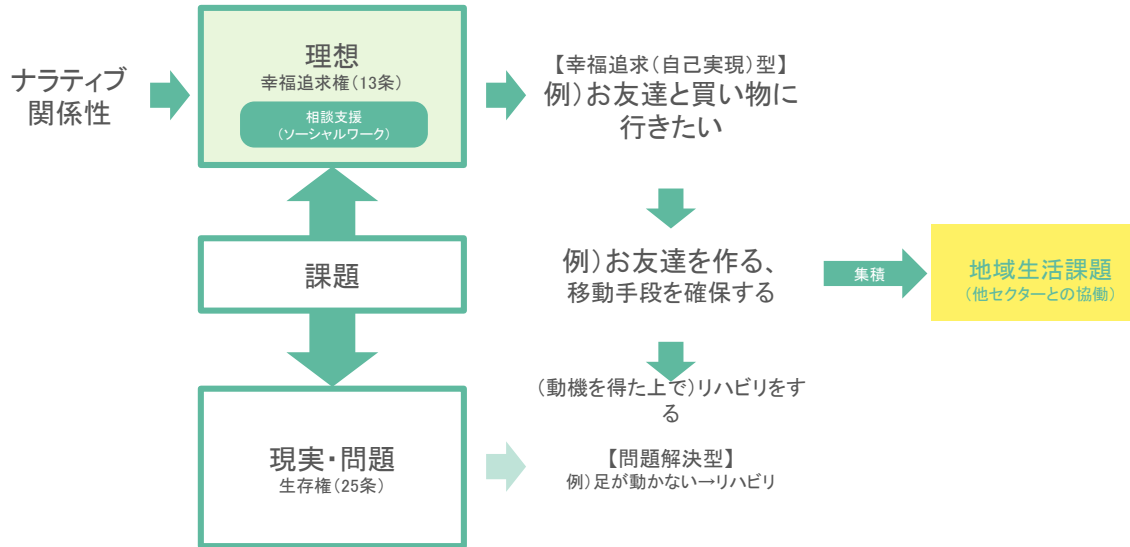 ナラティブ
関係性
理想
幸福追求権（13条）
相談支援
（ソーシャルワーク）
【幸福追求（自己実現）型】
例）お友達と買い物に
行きたい
課題
例）お友達を作る、
移動手段を確保する
集積
地域生活課題
（他セクターとの協働）
現実・問題
生存権（25条）
（動機を得た上で）リハビリをす
る
【問題解決型】
例）足が動かない→リハビリ